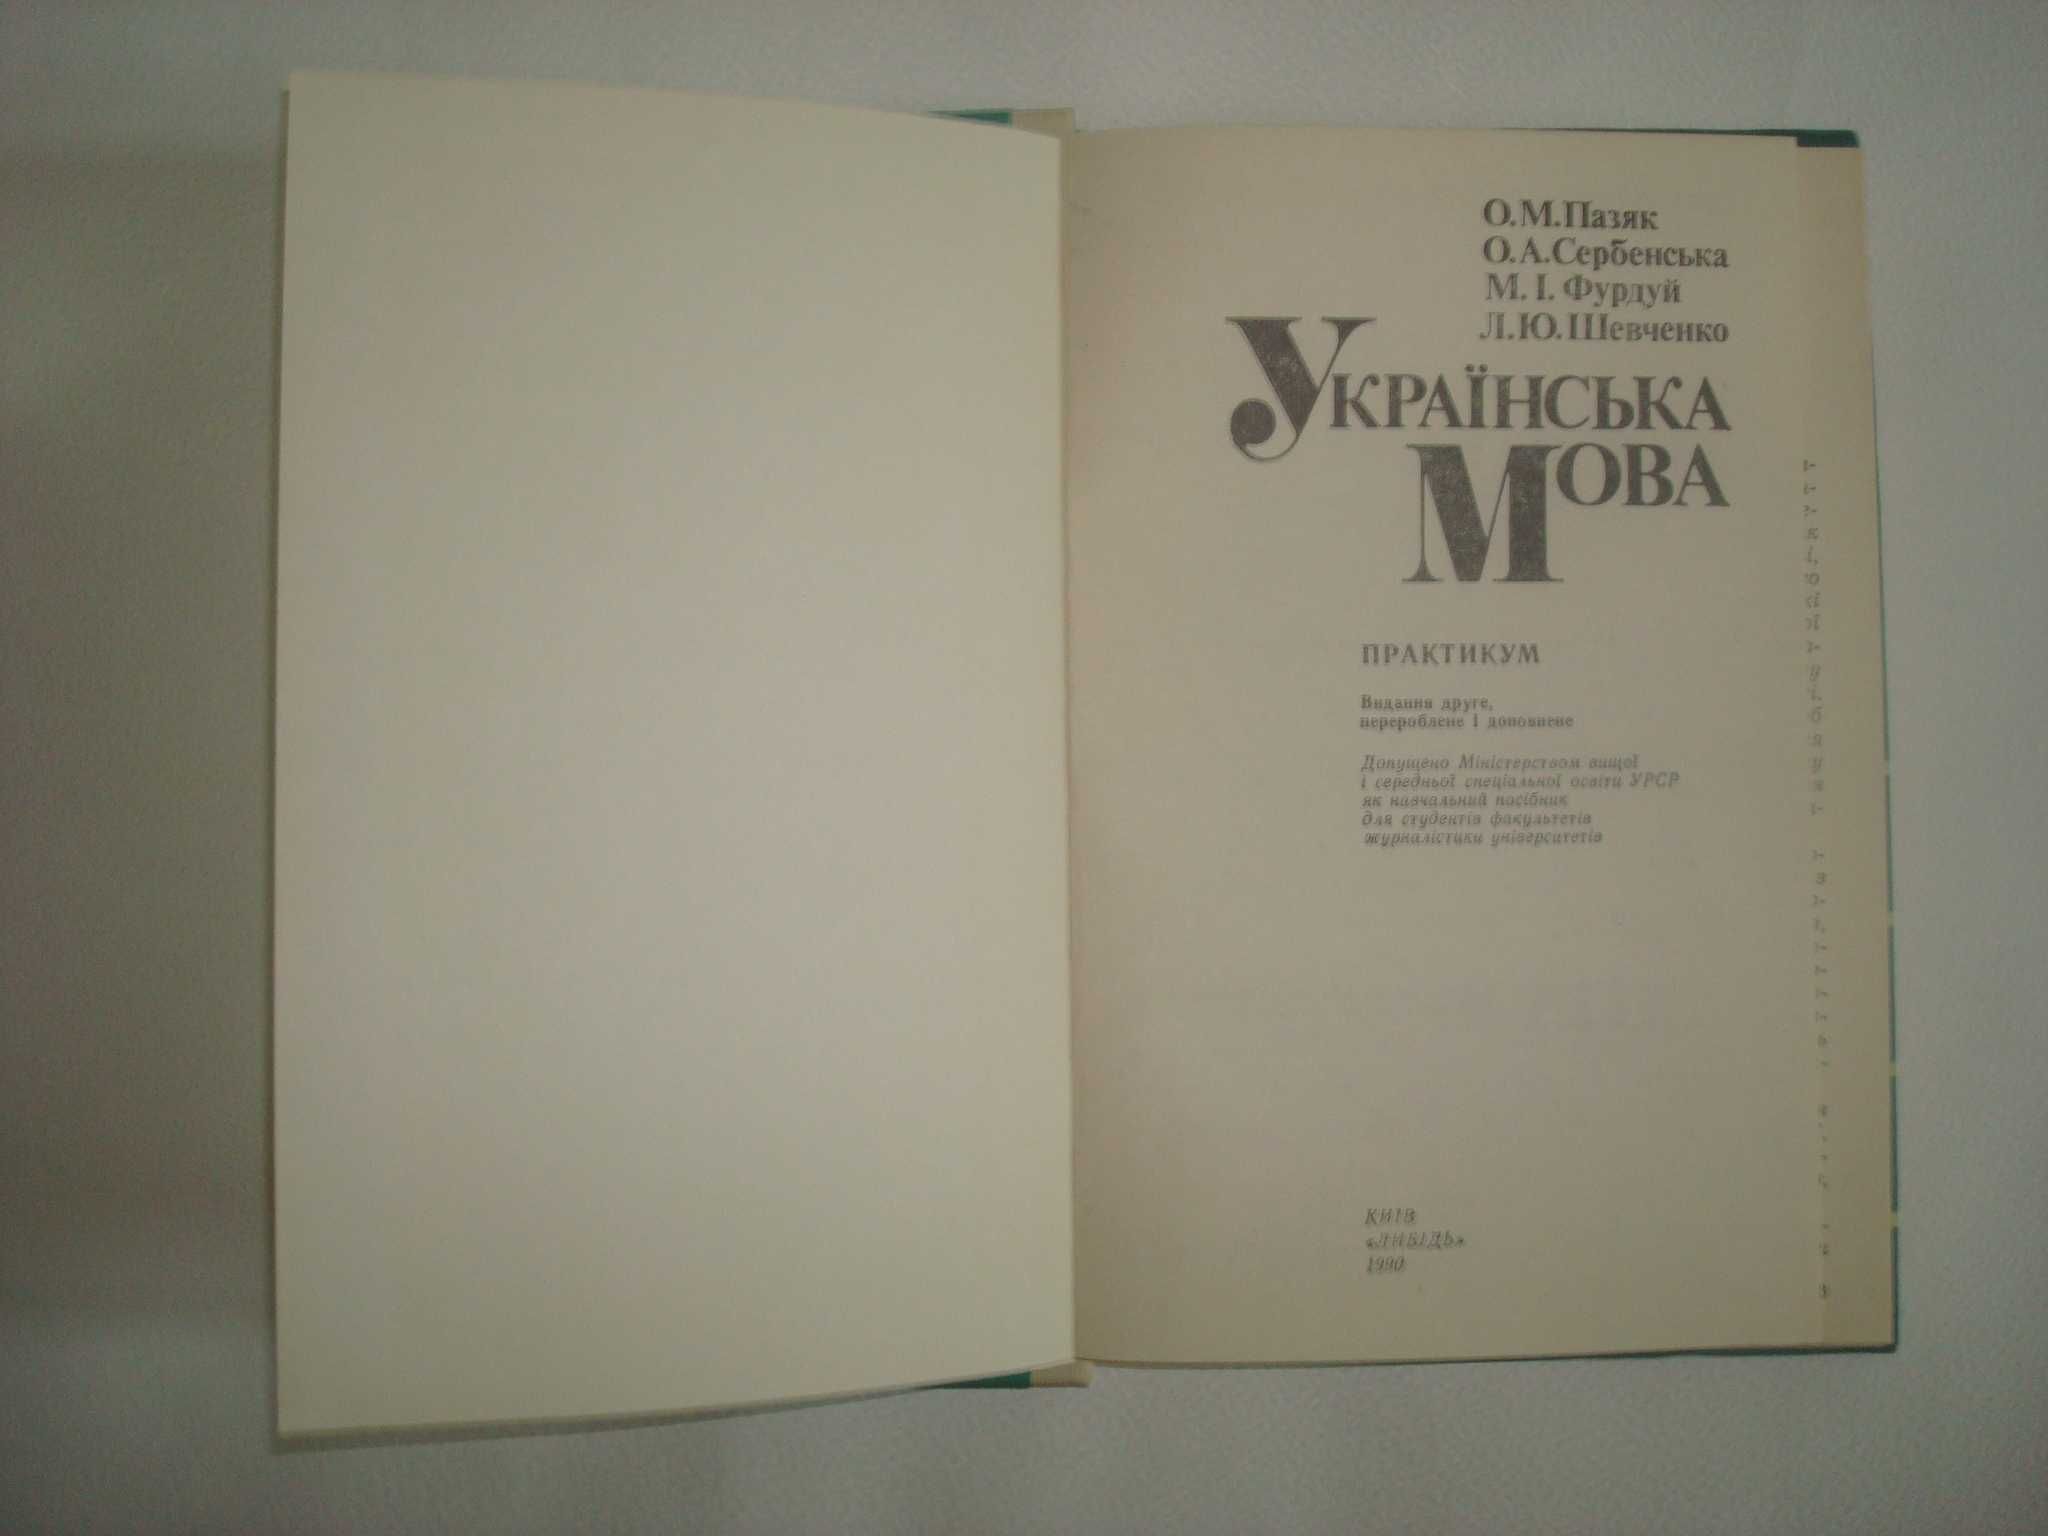 О.М.Пазяк
О.А.Сербенська
М.І.Фурдуй
Л.Ю.Шевченко
УКРАЇНСЬКА
МОВА
ПРАКТИКУМ
Видання друге,
перероблене і доповнене
Допущено Міністерством вищої
і середньої спеціальної освіти УРСР
як навчальний посібник
для студентів факультетів
журналістики університетів
КИЇВ
«ЛИБІДЬ»
1990